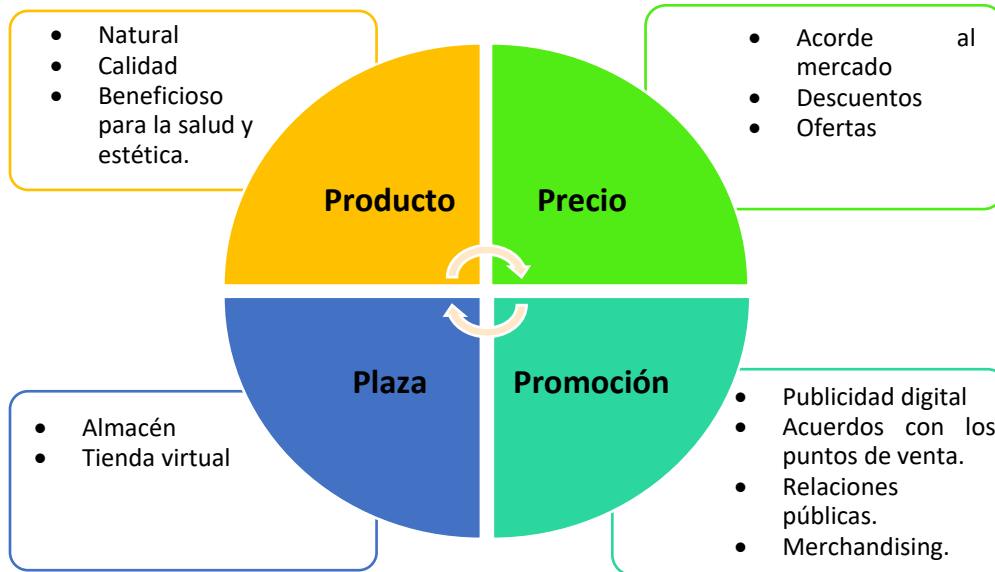 • Natural
• Calidad
• Beneficioso
para la salud y
estética.
Producto
• Acorde al
mercado
• Descuentos
• Ofertas
Precio
Plaza
• Almacén
• Tienda virtual
Promoción
• Publicidad digital
• Acuerdos con los
puntos de venta.
• Relaciones
públicas.
• Merchandising.